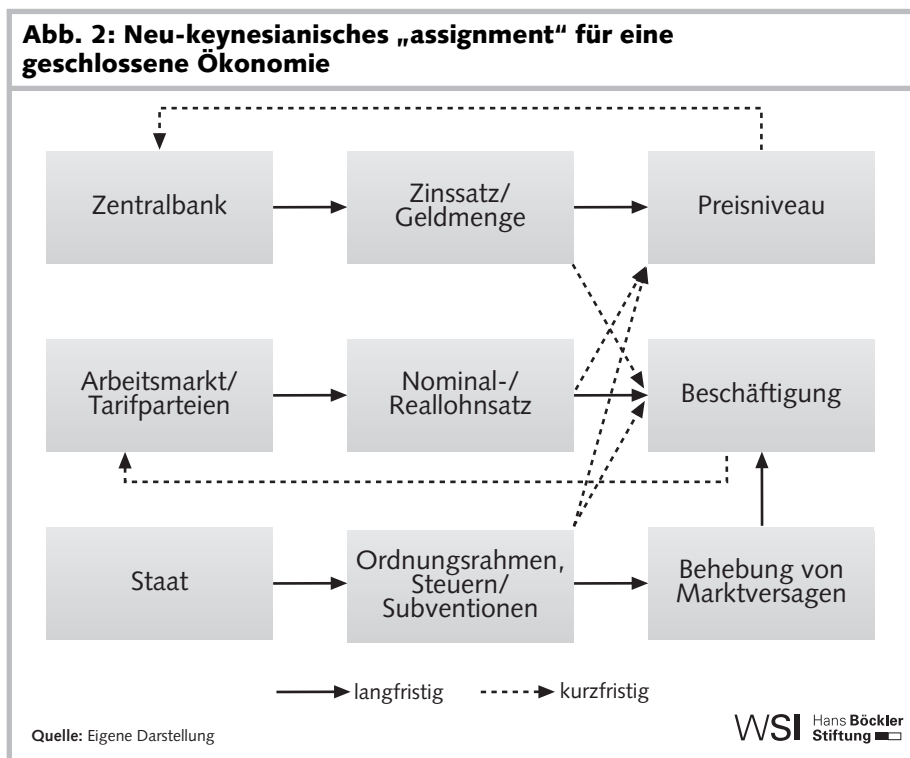 Abb. 2: Neu-keynesianisches „assignment“ für eine
geschlossene Ökonomie
Zentralbank
Zinssatz/
Geldmenge
Preisniveau
Arbeitsmarkt/
Tarifparteien
Nominal-/
Reallohnsatz
Beschäftigung
Staat
Ordnungsrahmen,
Steuern/
Subventionen
Behebung von
Marktversagen
langfristig
kurzfristig
Quelle: Eigene Darstellung
WSI
Hans Böckler
Stiftung